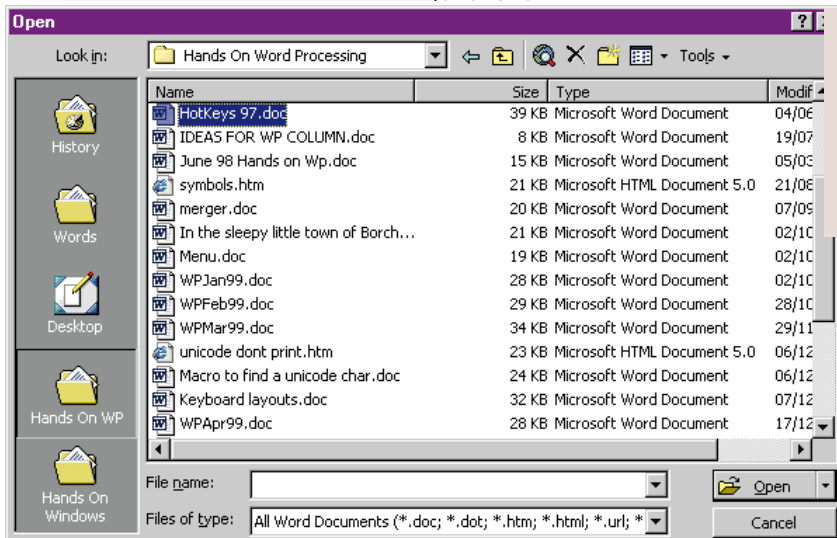 Open
Look in: Hands On Word Processing Tools
Name Size Type Modif
HotKeys 97.doc 39 KB Microsoft Word Document 04/06
IDEAS FOR WP COLUMN.doc 8 KB Microsoft Word Document 19/07
June 98 Hands on Wp.doc 15 KB Microsoft Word Document 05/03
symbols.htm 21 KB Microsoft HTML Document 5.0 21/08
merger.doc 20 KB Microsoft Word Document 07/09
In the sleepy little town of Borch... 21 KB Microsoft Word Document 02/10
Menu.doc 19 KB Microsoft Word Document 02/10
WPJan99.doc 28 KB Microsoft Word Document 02/10
WPFeb99.doc 29 KB Microsoft Word Document 28/10
WPMar99.doc 34 KB Microsoft Word Document 29/11
unicode dont print.htm 23 KB Microsoft HTML Document 5.0 06/12
Macro to find a unicode char.doc 24 KB Microsoft Word Document 06/12
Keyboard layouts.doc 32 KB Microsoft Word Document 07/12
WPApr99.doc 28 KB Microsoft Word Document 17/12
History
Words
Desktop
Hands On WP
Hands On
Windows
File name: Open
Files of type: All Word Documents (*.doc; *.dot; *.htm; *.html; *.url; * Cancel